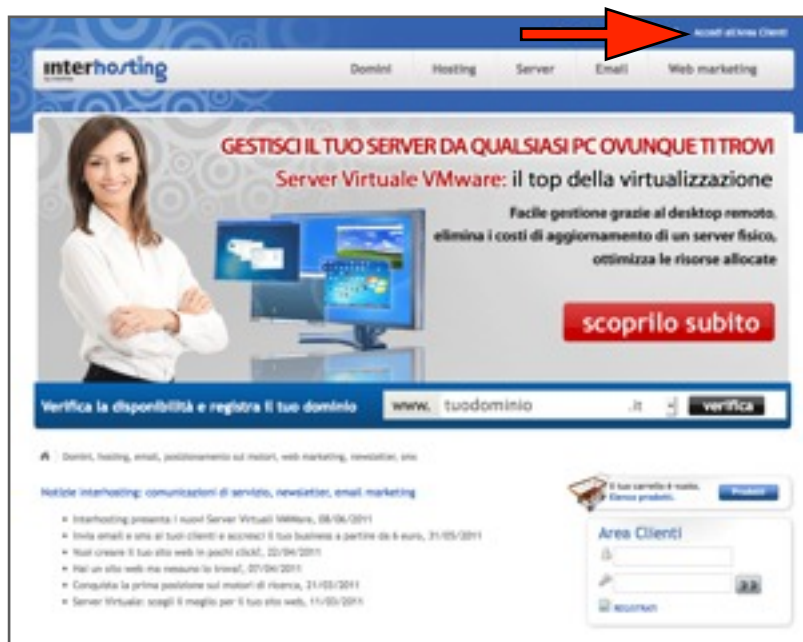 Accedi all'Area Clienti
interhosting
Domini Hosting Server Email Web marketing
GESTISCI IL TUO SERVER DA QUALSIASI PC OVUNQUE TI TROVI
Server Virtuale VMware: il top della virtualizzazione
Facile gestione grazie al desktop remoto,
elimina i costi di aggiornamento di un server fisico,
ottimizza le risorse allocate
scoprilo subito
Verifica la disponibilità e registra il tuo dominio www. tuodominio .it verifica
Domini, hosting, email, posizionamento sui motori, web marketing, newsletter, sms
Il tuo carrello è vuoto.
Elenco prodotti.
Prodotti
Notizie interhosting: comunicazioni di servizio, newsletter, email marketing
Interhosting presenta i nuovi Server Virtuali VMWare, 08/06/2011
Invia email e sms ai tuoi clienti e accresci il tuo business a partire da 6 euro, 31/05/2011
Vuoi creare il tuo sito web in pochi click?, 22/04/2011
Hai un sito web ma nessuno lo trova?, 07/04/2011
Conquista la prima posizione sui motori di ricerca, 21/03/2011
Server Virtuale: scegli il meglio per il tuo sito web, 11/03/2011
Area Clienti
>>
REGISTRATI